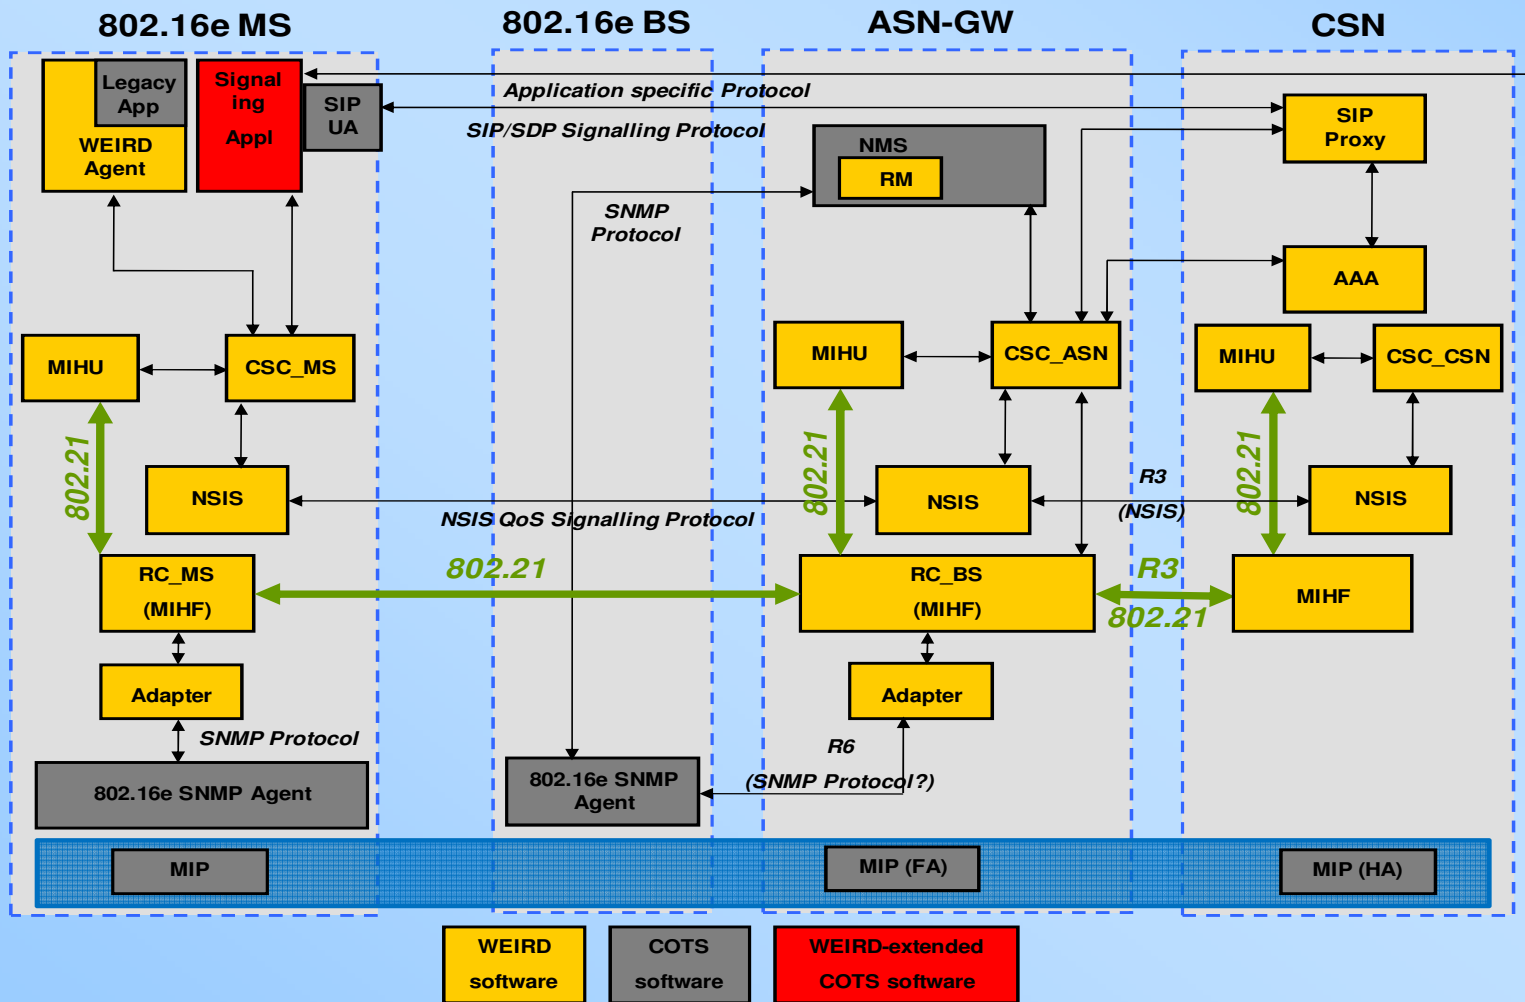 802.16e MS
802.16e BS
ASN-GW
CSN
Legacy
App
WEIRD
Agent
Signal
ing
Appl
SIP
UA
Application specific Protocol
SIP/SDP Signalling Protocol
NMS
RM
SIP
Proxy
SNMP
Protocol
AAA
MIHU
CSC_MS
MIHU
CSC_ASN
MIHU
CSC_CSN
802.21
802.21
802.21
NSIS
NSIS QoS Signalling Protocol
NSIS
R3
(NSIS)
NSIS
RC_MS
(MIHF)
802.21
RC_BS
(MIHF)
R3
802.21
MIHF
Adapter
Adapter
SNMP Protocol
R6
(SNMP Protocol?)
802.16e SNMP Agent
802.16e SNMP
Agent
MIP
MIP (FA)
MIP (HA)
WEIRD
software
COTS
software
WEIRD-extended
COTS software